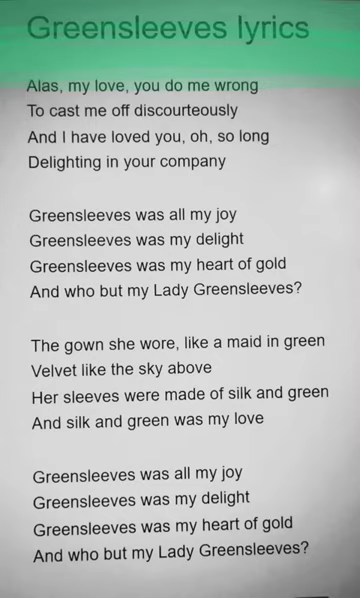 Greensleeves lyrics
Alas, my love, you do me wrong
To cast me off discourteously
And I have loved you, oh, so long
Delighting in your company
Greensleeves was all my joy
Greensleeves was my delight
Greensleeves was my heart of gold
And who but my Lady Greensleeves?
The gown she wore, like a maid in green
Velvet like the sky above
Her sleeves were made of silk and green
And silk and green was my love
Greensleeves was all my joy
Greensleeves was my delight
Greensleeves was my heart of gold
And who but my Lady Greensleeves?